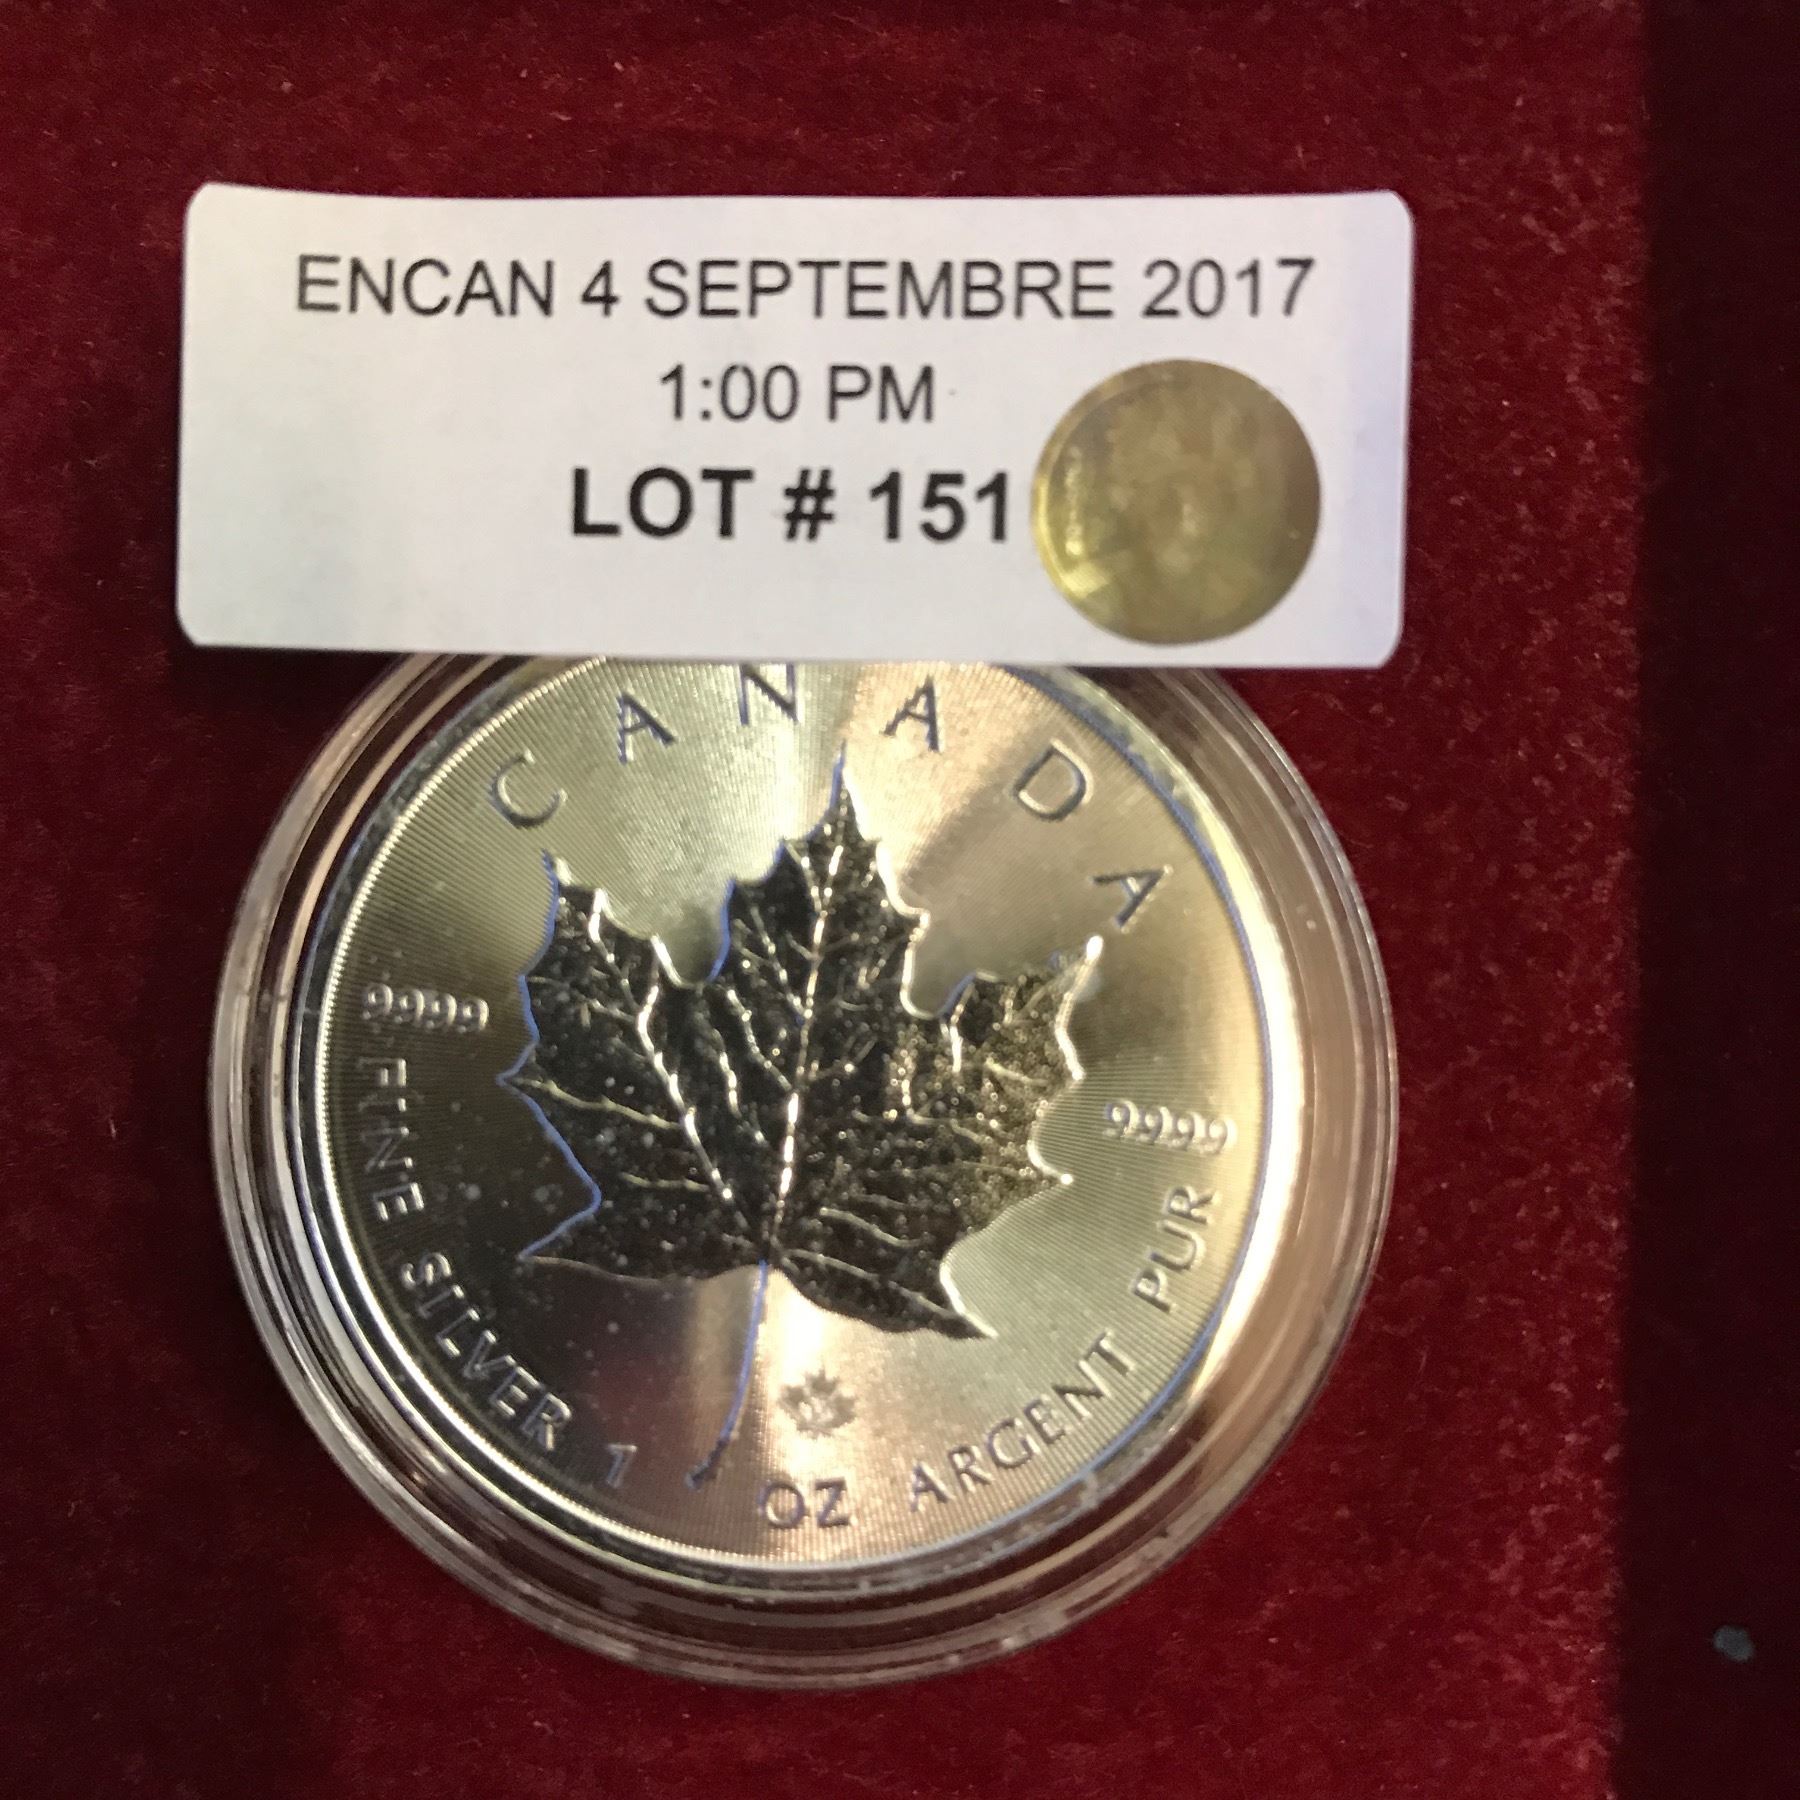 ENCAN 4 SEPTEMBRE 2017
1:00 PM
LOT # 151
CANADA
9999 FINE SILVER 1 OZ ARGENT PUR 9999